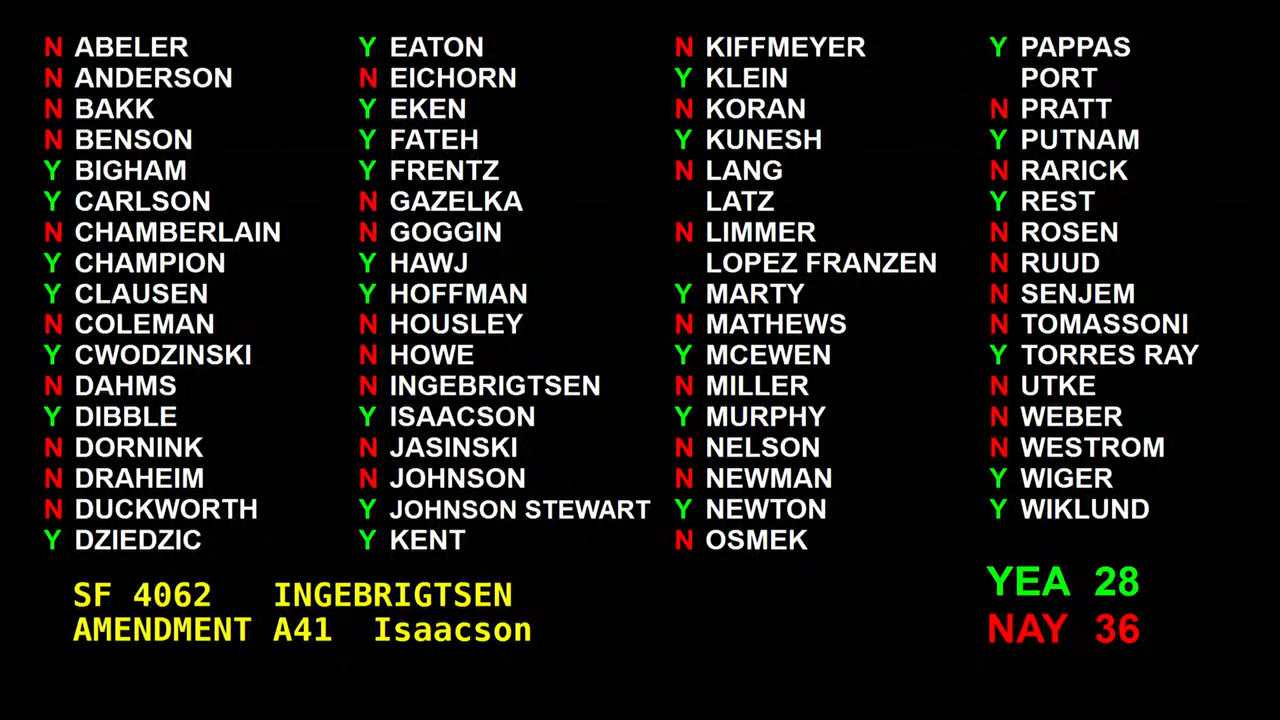 N ABELER
N ANDERSON
N BAKK
N BENSON
Y BIGHAM
Y CARLSON
N CHAMBERLAIN
Y CHAMPION
Y CLAUSEN
N COLEMAN
Y CWODZINSKI
N DAHMS
Y DIBBLE
N DORNINK
N DRAHEIM
N DUCKWORTH
Y DZIEDZIC
Y EATON
N EICHORN
Y EKEN
Y FATEH
Y FRENTZ
N GAZELKA
N GOGGIN
Y HAWJ
Y HOFFMAN
N HOUSLEY
N HOWE
N INGEBRIGTSEN
Y ISAACSON
N JASINSKI
N JOHNSON
Y JOHNSON STEWART
Y KENT
N KIFFMEYER
Y KLEIN
N KORAN
Y KUNESH
N LANG
LATZ
N LIMMER
LOPEZ FRANZEN
Y MARTY
N MATHEWS
Y MCEWEN
N MILLER
Y MURPHY
N NELSON
N NEWMAN
Y NEWTON
N OSMEK
Y PAPPAS
PORT
N PRATT
Y PUTNAM
N RARICK
Y REST
N ROSEN
N RUUD
N SENJEM
N TOMASSONI
Y TORRES RAY
N UTKE
N WEBER
N WESTROM
Y WIGER
Y WIKLUND
SF 4062 INGEBRIGTSEN
AMENDMENT A41 Isaacson
YEA 28
NAY 36